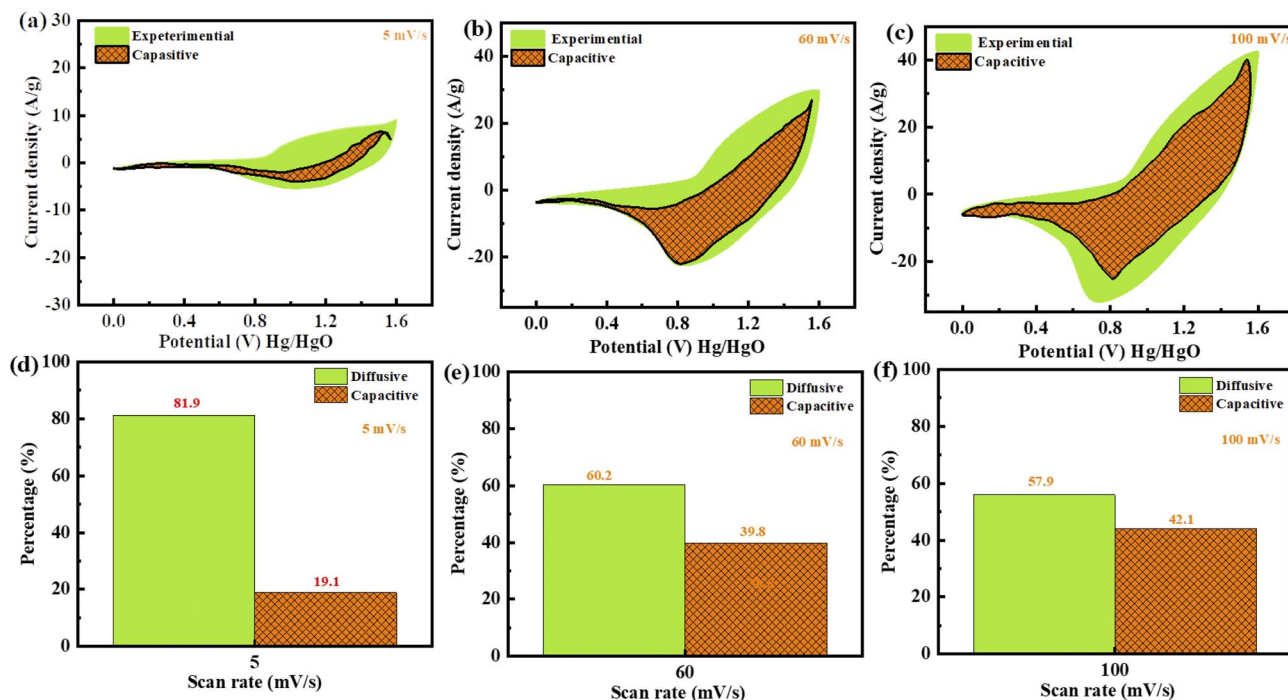 (a)
Expeterimential
Capasitive
5 mV/s
Current density (A/g)
30
20
10
0
-10
-20
-30
0.0 0.4 0.8 1.2 1.6
Potential (V) Hg/HgO
(b)
Experimential
Capacitive
60 mV/s
Current density (A/g)
40
20
0
-20
0.0 0.4 0.8 1.2 1.6
Potential (V) Hg/HgO
(c)
Experimential
Capacitive
100 mV/s
Current density (A/g)
40
20
0
-20
0.0 0.4 0.8 1.2 1.6
Potential (V) Hg/HgO
(d)
Diffusive
Capacitive
5 mV/s
81.9
19.1
Percentage (%)
100
80
60
40
20
0
5
Scan rate (mV/s)
(e)
Diffusive
Capacitive
60 mV/s
60.2
39.8
Percentage (%)
100
80
60
40
20
0
60
Scan rate (mV/s)
(f)
Diffusive
Capacitive
100 mV/s
57.9
42.1
Percentage (%)
100
80
60
40
20
0
100
Scan rate (mV/s)